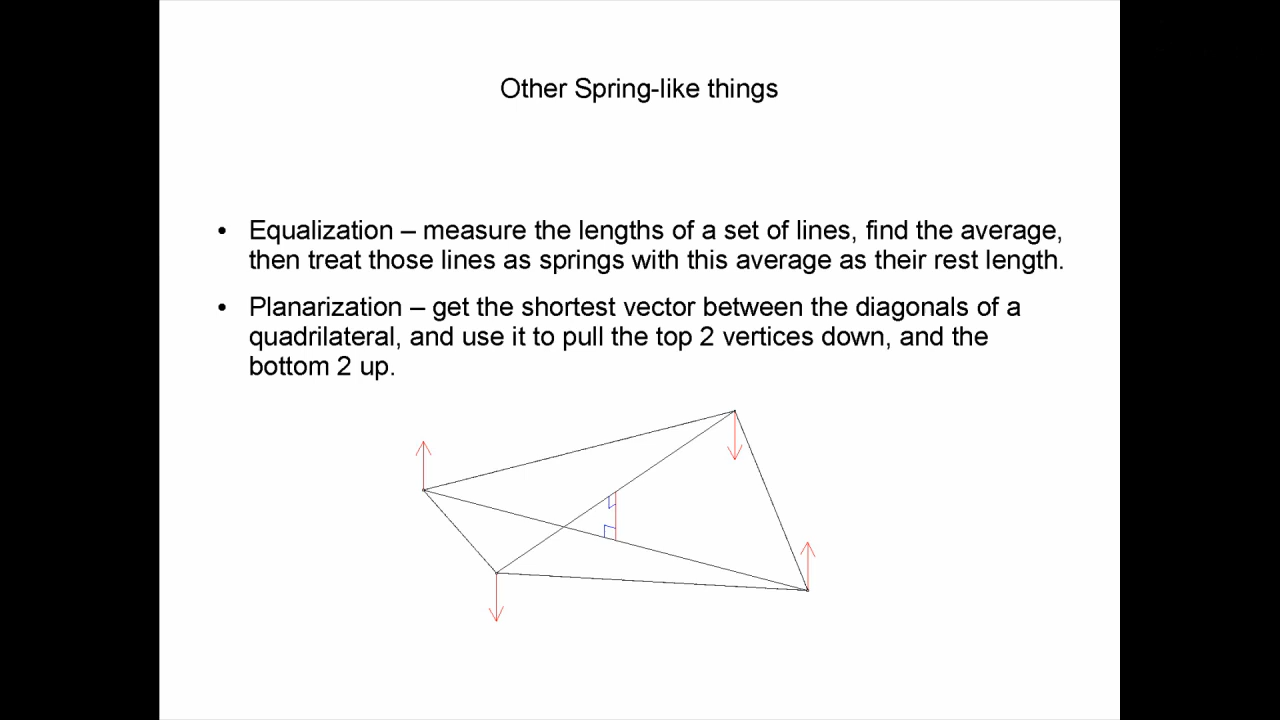 Other Spring-like things
• Equalization – measure the lengths of a set of lines, find the average,
then treat those lines as springs with this average as their rest length.
• Planarization – get the shortest vector between the diagonals of a
quadrilateral, and use it to pull the top 2 vertices down, and the
bottom 2 up.